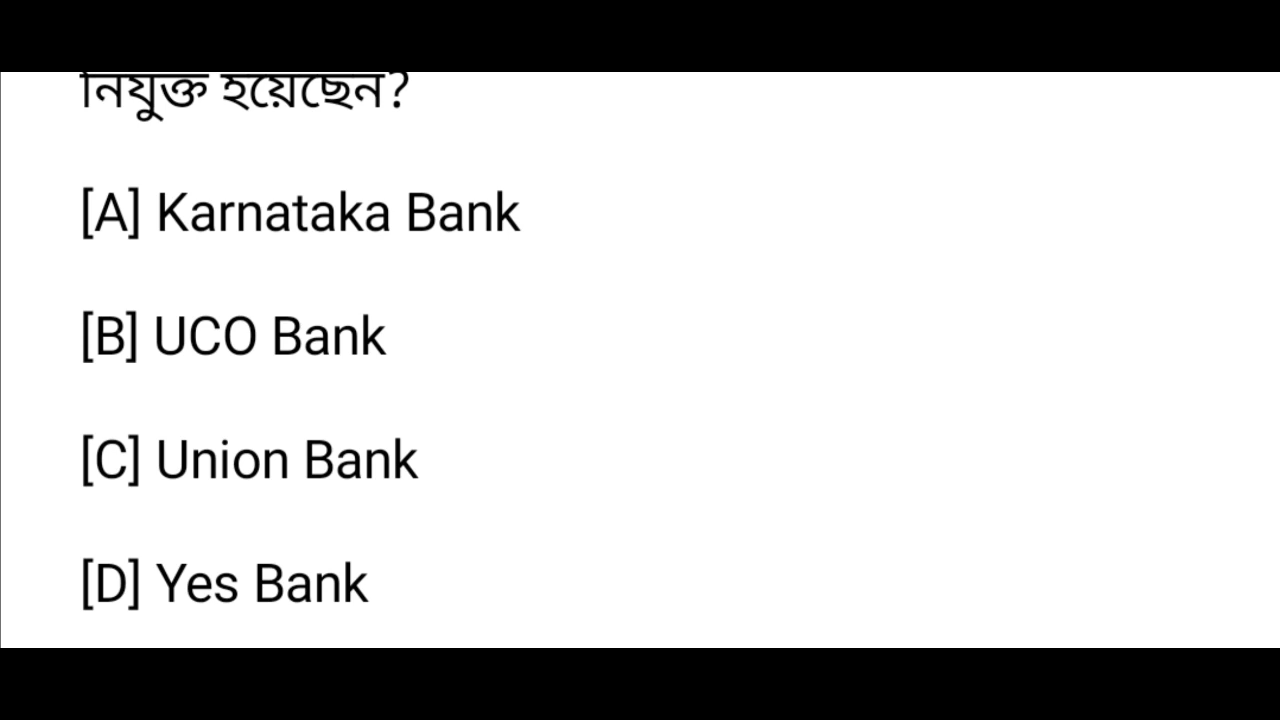 নিযুক্ত হয়েছেন?
[A] Karnataka Bank
[B] UCO Bank
[C] Union Bank
[D] Yes Bank